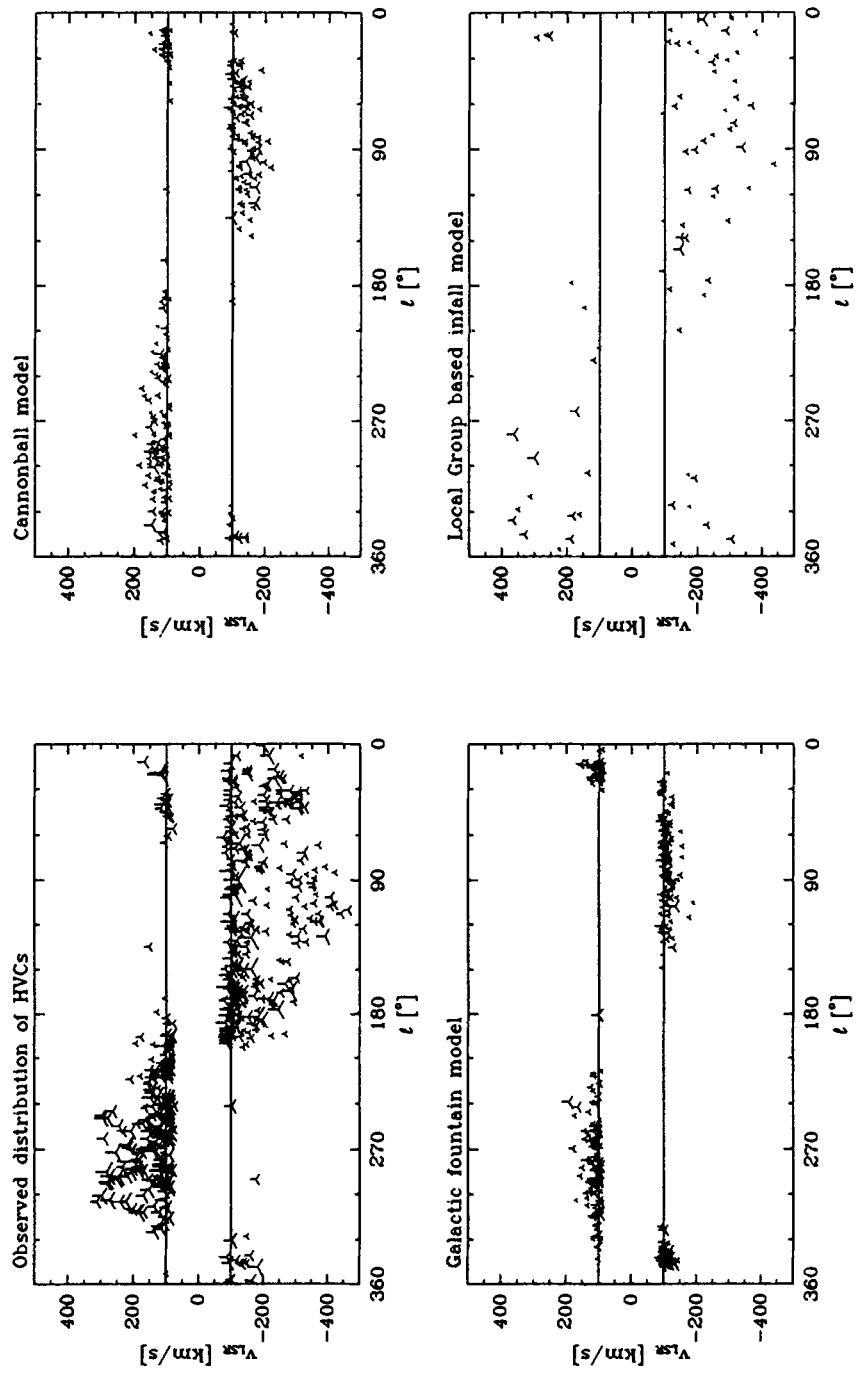 Observed distribution of HVCs
400
200
0
-200
-400
v_LSR [km/s]
360 270 180 90 0
ℓ [°]
Cannonball model
400
200
0
-200
-400
v_LSR [km/s]
360 270 180 90 0
ℓ [°]
Galactic fountain model
400
200
0
-200
-400
v_LSR [km/s]
360 270 180 90 0
ℓ [°]
Local Group based infall model
400
200
0
-200
-400
v_LSR [km/s]
360 270 180 90 0
ℓ [°]